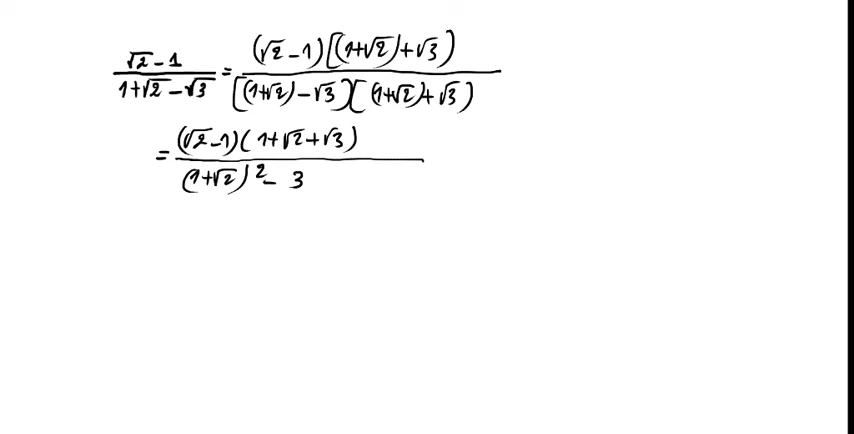 (√2-1)/(1+√2-√3) = (√2-1)[(1+√2)+√3)/[(1+√2)-√3)[(1+√2)+√3)
= (√2-1)(1+√2+√3)/(1+√2)²-3